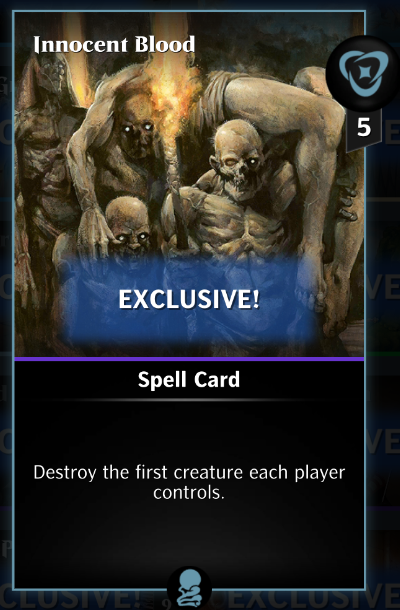 Innocent Blood
5
EXCLUSIVE!
Spell Card
Destroy the first creature each player
controls.